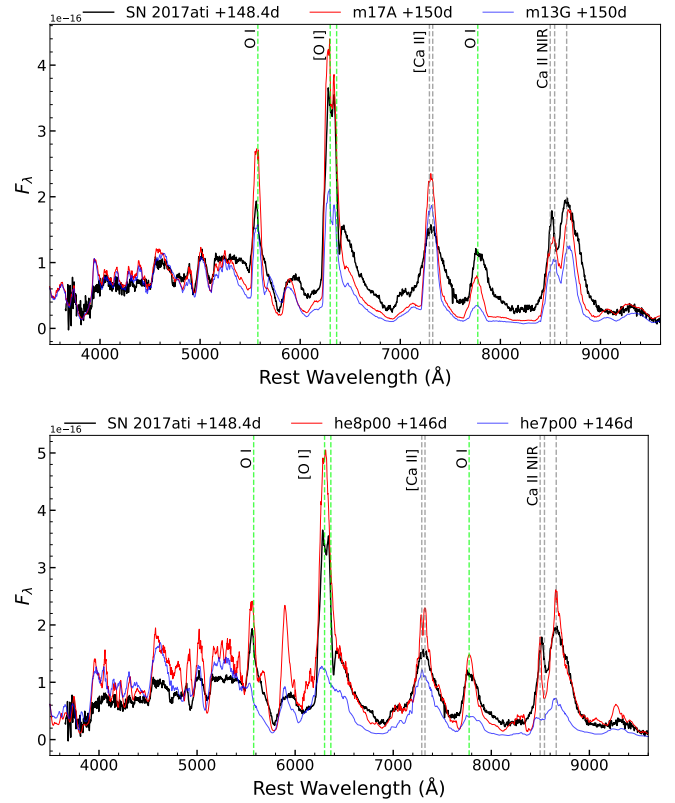 SN 2017ati +148.4d m17A +150d m13G +150d
1e−16
O I [O I] [Ca II] O I Ca II NIR
4
3
2
1
0
Fλ
4000 5000 6000 7000 8000 9000
Rest Wavelength (Å)
SN 2017ati +148.4d he8p00 +146d he7p00 +146d
1e−16
O I [O I] [Ca II] O I Ca II NIR
5
4
3
2
1
0
Fλ
4000 5000 6000 7000 8000 9000
Rest Wavelength (Å)